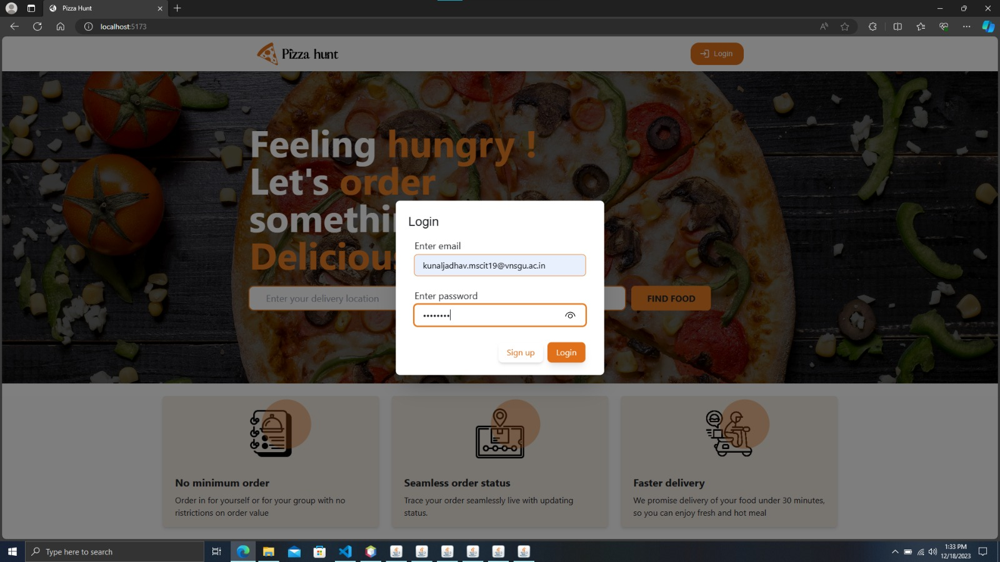 Pizza Hunt
localhost:5173
Pizza hunt
Login
Feeling hungry !
Let's order
somethi
Delicious
Enter your delivery location
FIND FOOD
Login
Enter email
kunaljadhav.mscit19@vnsgu.ac.in
Enter password
••••••••
Sign up
Login
No minimum order
Order in for yourself or for your group with no
ristrictions on order value
Seamless order status
Trace your order seamlessly live with updating
status.
Faster delivery
We promise delivery of your food under 30 minutes,
so you can enjoy fresh and hot meal
Type here to search
1:33 PM
12/18/2023